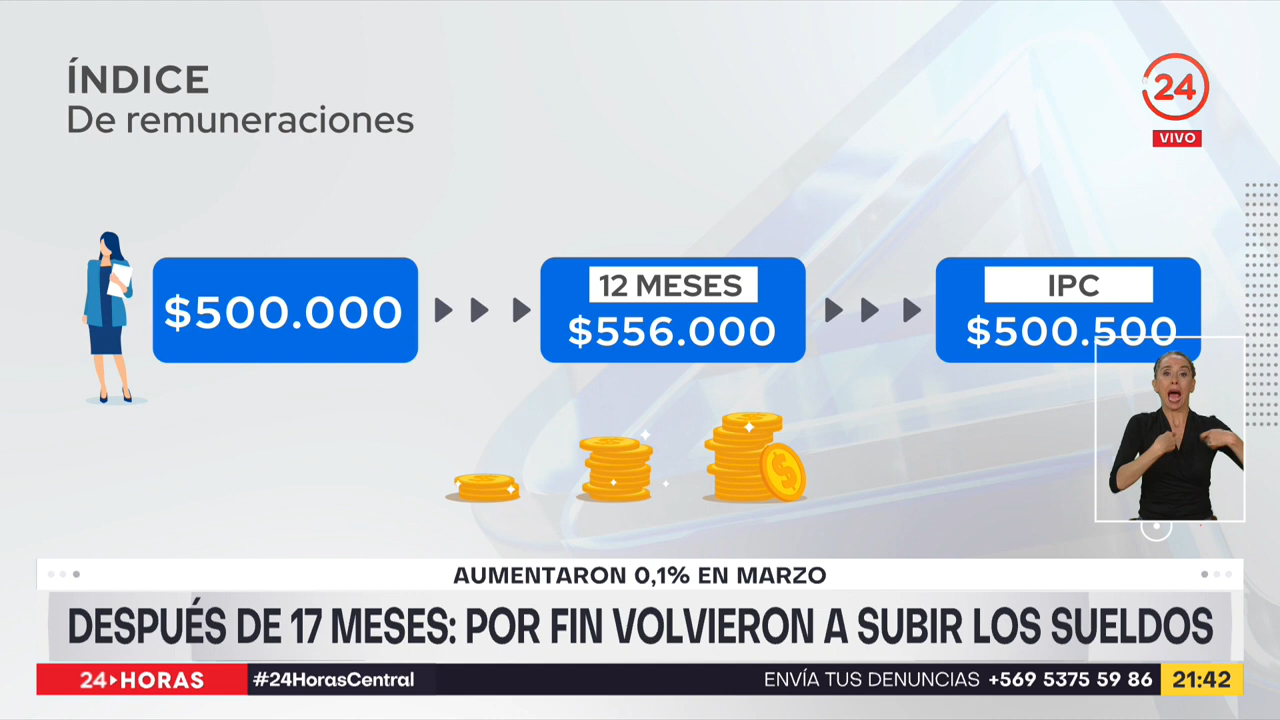 ÍNDICE
De remuneraciones
24
VIVO
$500.000
12 MESES
$556.000
IPC
$500.500
AUMENTARON 0,1% EN MARZO
DESPUÉS DE 17 MESES: POR FIN VOLVIERON A SUBIR LOS SUELDOS
24 HORAS
#24HorasCentral
ENVÍA TUS DENUNCIAS +569 5375 59 86
21:42